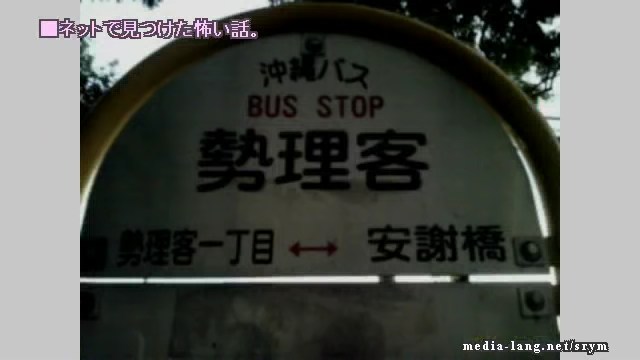 ■ネットで見つけた怖い話。
沖縄バス
BUS STOP
勢理客
勢理客一丁目 ↔ 安謝橋
media-lang.net/srym